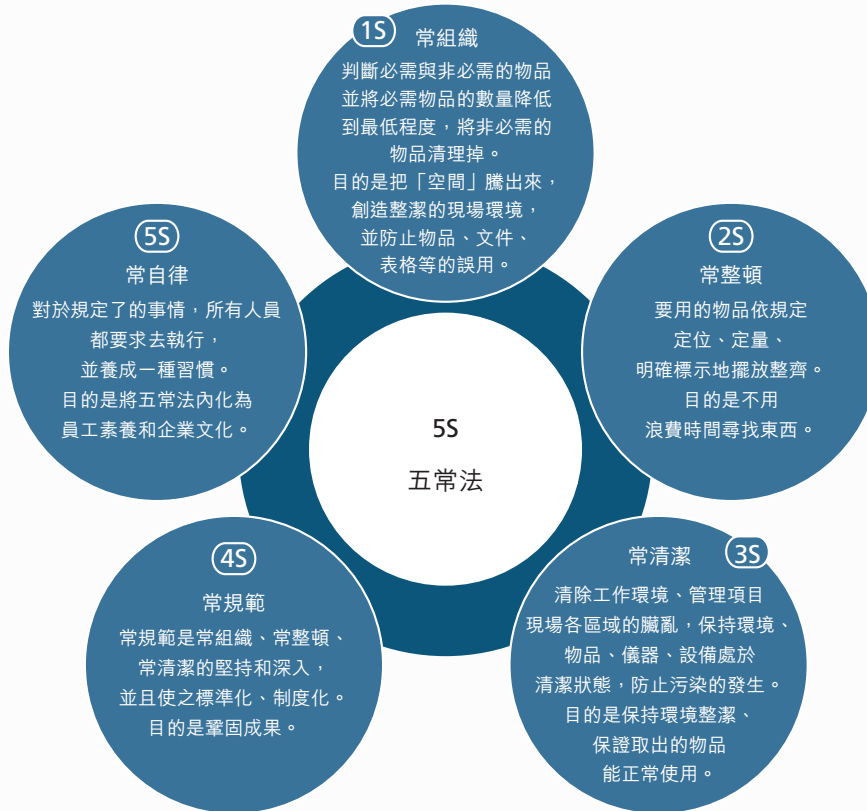 1S
常組織
判斷必需與非必需的物品
並將必需物品的數量降低
到最低程度，將非必需的
物品清理掉。
目的是把「空間」騰出來，
創造整潔的現場環境，
並防止物品、文件、
表格等的誤用。
2S
常整頓
要用的物品依規定
定位、定量、
明確標示地擺放整齊。
目的是不用
浪費時間尋找東西。
常清潔
3S
清除工作環境、管理項目
現場各區域的臟亂，保持環境、
物品、儀器、設備處於
清潔狀態，防止污染的發生。
目的是保持環境整潔、
保證取出的物品
能正常使用。
4S
常規範
常規範是常組織、常整頓、
常清潔的堅持和深入，
並且使之標準化、制度化。
目的是鞏固成果。
5S
常自律
對於規定了的事情，所有人員
都要求去執行，
並養成一種習慣。
目的是將五常法內化為
員工素養和企業文化。
5S
五常法